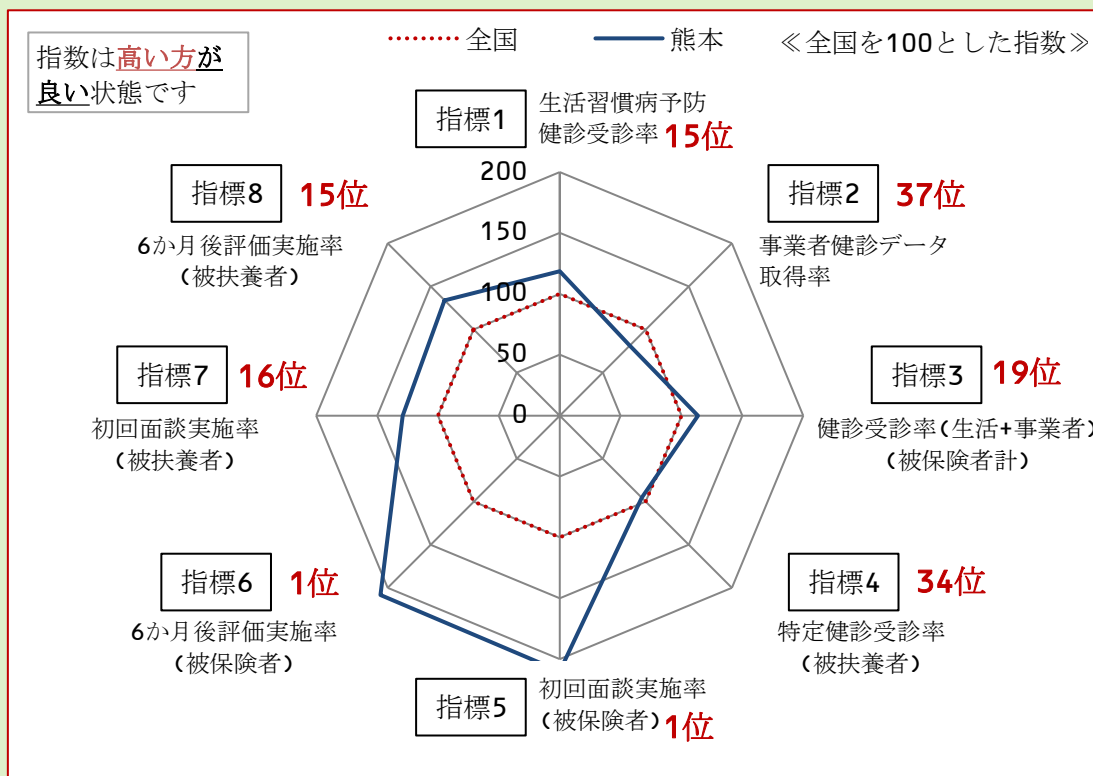 指数は高い方が
良い状態です
全国
熊本
≪全国を100とした指数≫
指標1
生活習慣病予防
健診受診率 15位
指標2
37位
事業者健診データ
取得率
指標3
19位
健診受診率(生活+事業者)
(被保険者計)
指標4
34位
特定健診受診率
(被扶養者)
指標5
初回面談実施率
(被保険者) 1位
指標6
1位
6か月後評価実施率
(被保険者)
指標7
16位
初回面談実施率
(被扶養者)
指標8
15位
6か月後評価実施率
(被扶養者)
200
150
100
50
0